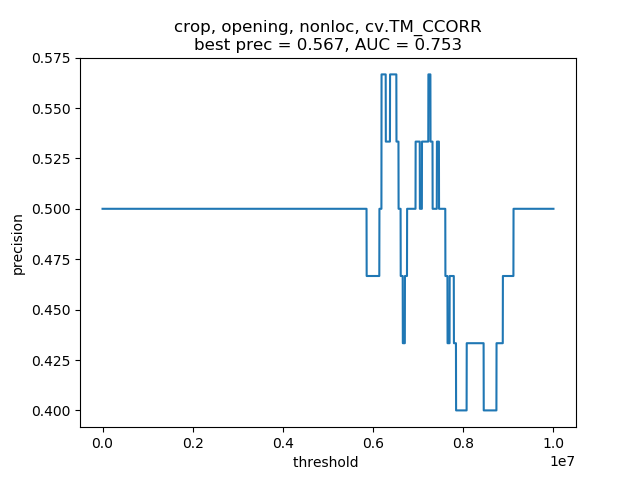 crop, opening, nonloc, cv.TM_CCORR
best prec = 0.567, AUC = 0.753
0.575
0.550
0.525
0.500
0.475
0.450
0.425
0.400
precision
0.0 0.2 0.4 0.6 0.8 1.0
1e7
threshold